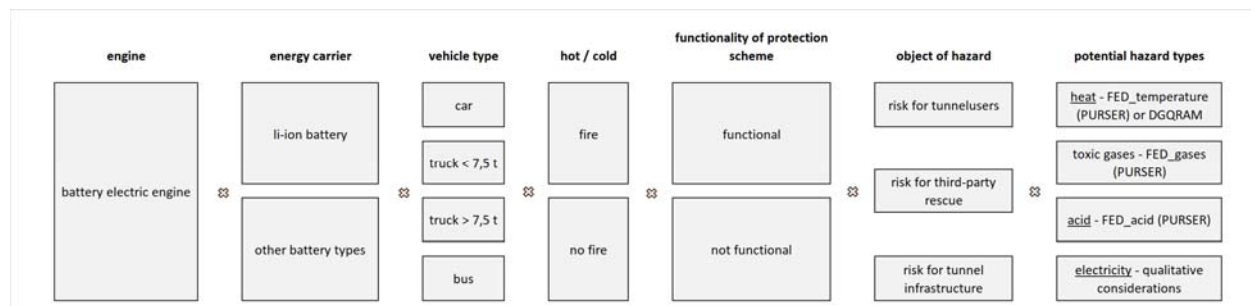 engine
battery electric engine
energy carrier
li-ion battery
other battery types
vehicle type
car
truck < 7,5 t
truck > 7,5 t
bus
hot / cold
fire
no fire
functionality of protection
scheme
functional
not functional
object of hazard
risk for tunnelusers
risk for third-party
rescue
risk for tunnel
infrastructure
potential hazard types
heat - FED_temperature
(PURSER) or DGQRAM
toxic gases - FED_gases
(PURSER)
acid - FED_acid (PURSER)
electricity - qualitative
considerations